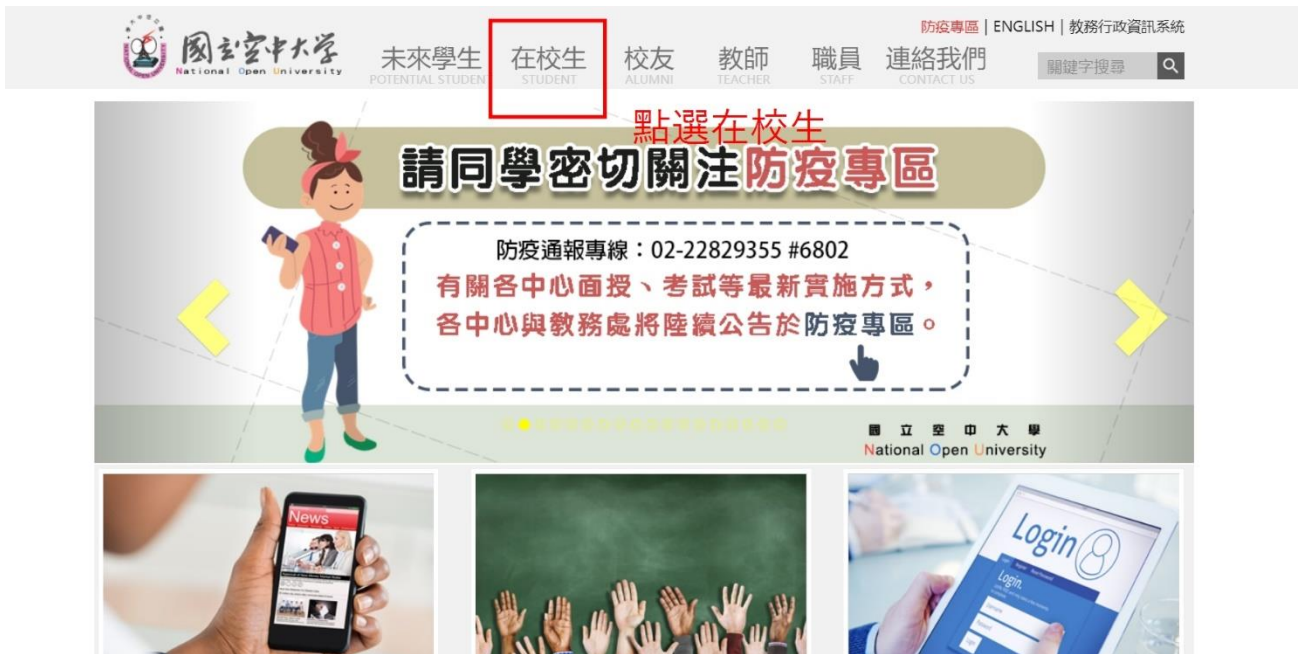 防疫專區 | ENGLISH | 教務行政資訊系統
國立空中大学
National Open University
未來學生 在校生 校友 教師 職員 連絡我們
POTENTIAL STUDENT STUDENT ALUMNI TEACHER STAFF CONTACT US
關鍵字搜尋
點選在校生
請同學密切關注防疫專區
防疫通報專線：02-22829355 #6802
有關各中心面授、考試等最新實施方式，
各中心與教務處將陸續公告於防疫專區。
國立空中大學
National Open University
News
Login
Login
Username
Password
Login